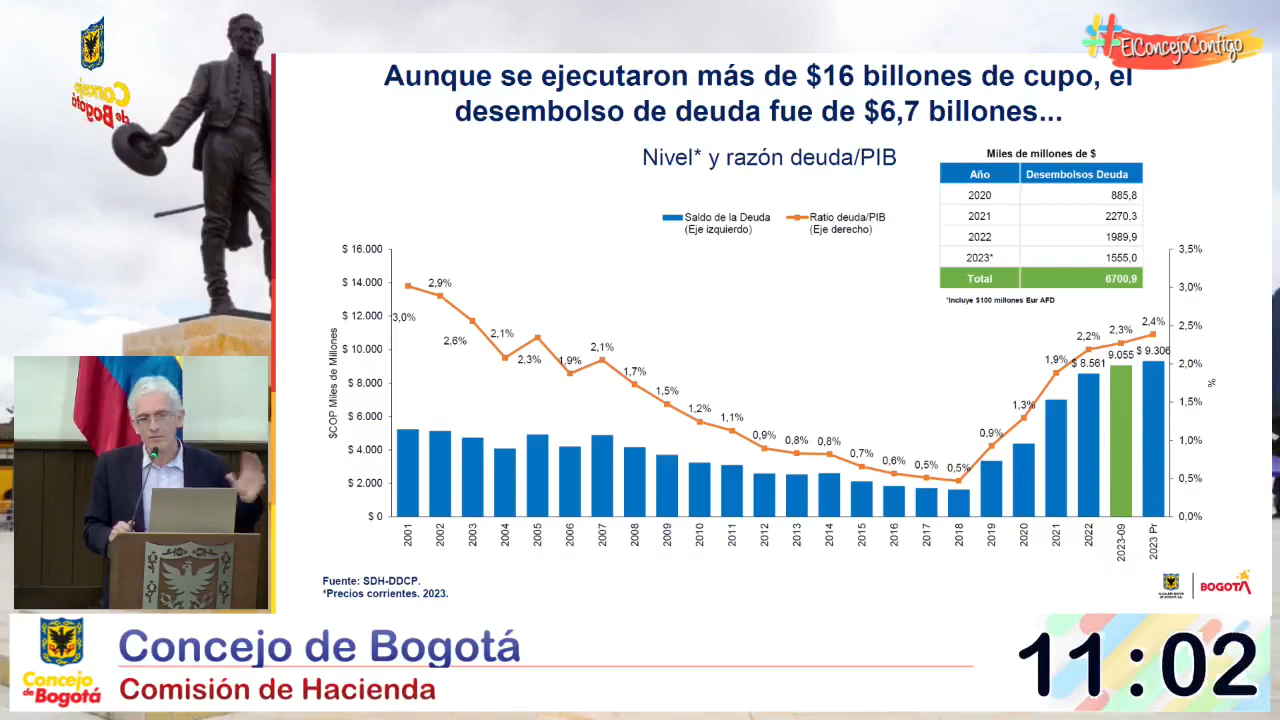 #ElConcejoContigo
Concejo
de Bogotá
Aunque se ejecutaron más de $16 billones de cupo, el
desembolso de deuda fue de $6,7 billones...
Nivel* y razón deuda/PIB
Miles de millones de $
Año Desembolsos Deuda
2020 885,8
2021 2270,3
2022 1989,9
2023* 1555,0
Total 6700,9
*Incluye $100 millones Eur AFD
Saldo de la Deuda
(Eje izquierdo)
Ratio deuda/PIB
(Eje derecho)
$COP Miles de Millones
$ 16.000
$ 14.000
$ 12.000
$ 10.000
$ 8.000
$ 6.000
$ 4.000
$ 2.000
$ 0
3,0% 2,9% 2,6% 2,1% 2,3% 1,9% 2,1% 1,7% 1,5% 1,2% 1,1% 0,9% 0,8% 0,8% 0,7% 0,6% 0,5% 0,5% 0,9% 1,3% 1,9% 2,2% 2,3% 2,4%
$ 8.561 9.055 $ 9.306
3,5%
3,0%
2,5%
2,0%
1,5%
1,0%
0,5%
0,0%
%
2001 2002 2003 2004 2005 2006 2007 2008 2009 2010 2011 2012 2013 2014 2015 2016 2017 2018 2019 2020 2021 2022 2023-09 2023 Pr
Fuente: SDH-DDCP.
*Precios corrientes. 2023.
ALCALDÍA MAYOR
DE BOGOTÁ D.C.
BOGOTÁ
Concejo
de Bogotá
Concejo de Bogotá
Comisión de Hacienda
11:02